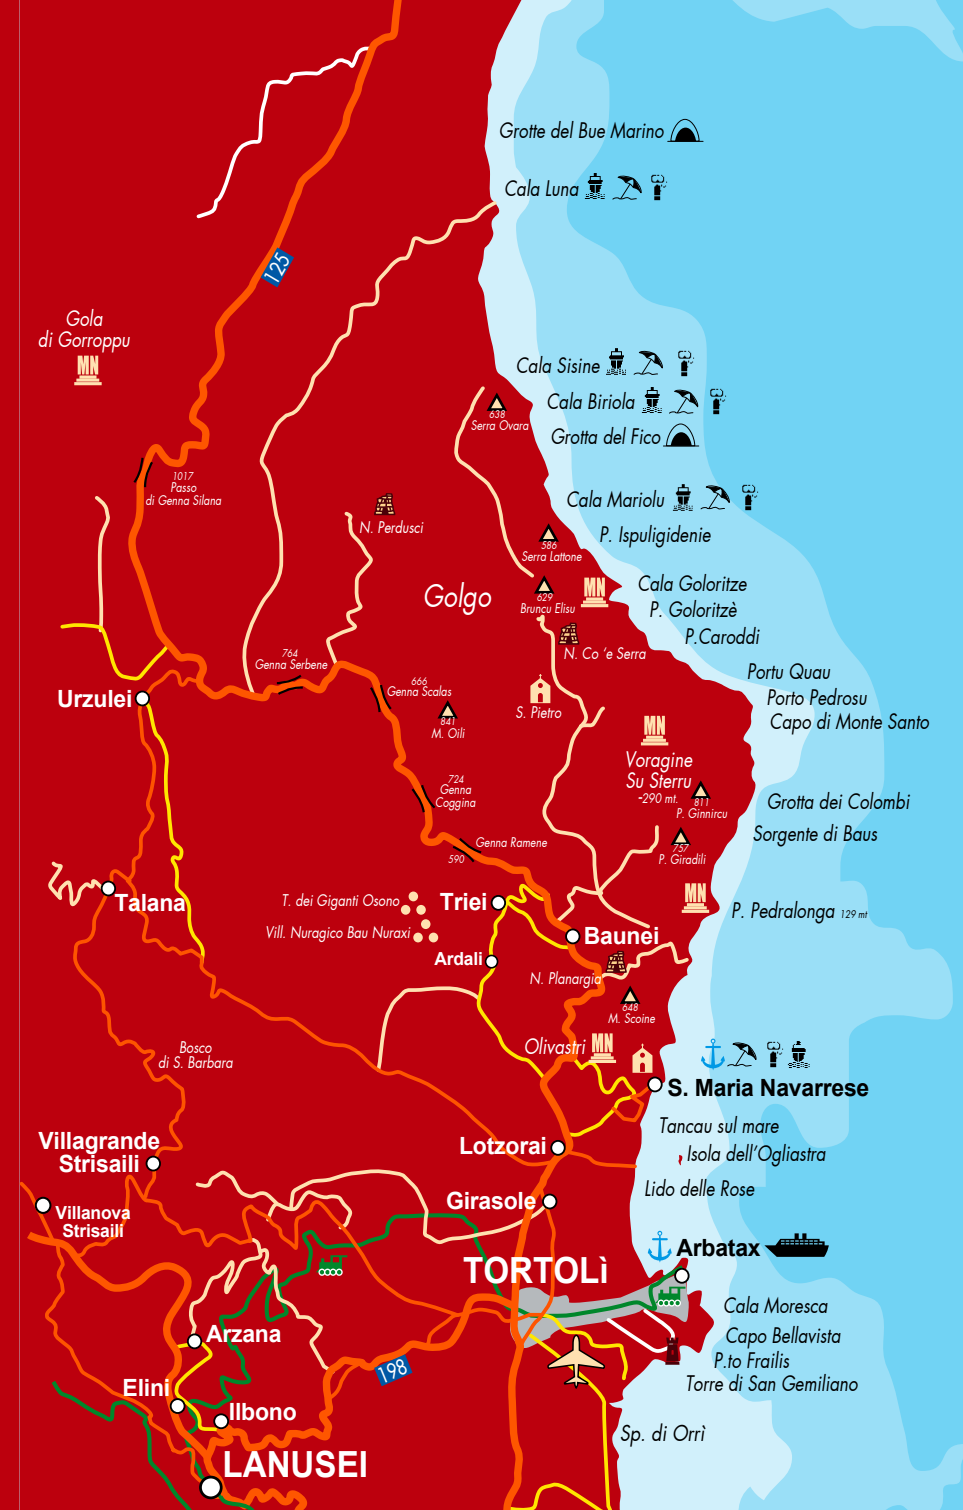 Grotte del Bue Marino
Cala Luna
125
Gola
di Gorroppu
MN
Cala Sisine
Cala Biriola
638
Serra Ovara
Grotta del Fico
1017
Passo
di Genna Silana
Cala Mariolu
N. Perdusci
P. Ispuligidenie
586
Serra Lattone
Golgo
629
Bruncu Elisu
MN
Cala Goloritze
P. Goloritzè
P.Caroddi
N. Co 'e Serra
764
Genna Serbene
666
Genna Scalas
Portu Quau
Porto Pedrosu
Capo di Monte Santo
Urzulei
841
M. Oili
S. Pietro
MN
Voragine
Su Sterru
-290 mt.
724
Genna
Coggina
811
P. Ginnircu
Grotta dei Colombi
Sorgente di Baus
Genna Ramene
590
757
P. Giradili
Talana
T. dei Giganti Osono
Triei
MN
P. Pedralonga 129 mt
Vill. Nuragico Bau Nuraxi
Baunei
Ardali
N. Planargia
648
M. Scoine
Bosco
di S. Barbara
Olivastri
MN
S. Maria Navarrese
Tancau sul mare
Villagrande
Strisaili
Lotzorai
Isola dell'Ogliastra
Lido delle Rose
Villanova
Strisaili
Girasole
Arbatax
TORTOLÌ
Cala Moresca
Arzana
Capo Bellavista
P.to Frailis
198
Torre di San Gemiliano
Elini
Ilbono
Sp. di Orrì
LANUSEI